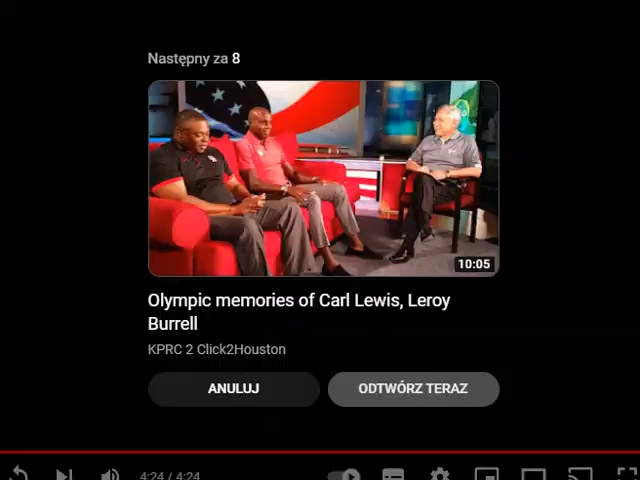 Następny za 8
10:05
Olympic memories of Carl Lewis, Leroy
Burrell
KPRC 2 Click2Houston
ANULUJ
ODTWÓRZ TERAZ
4:24 / 4:24